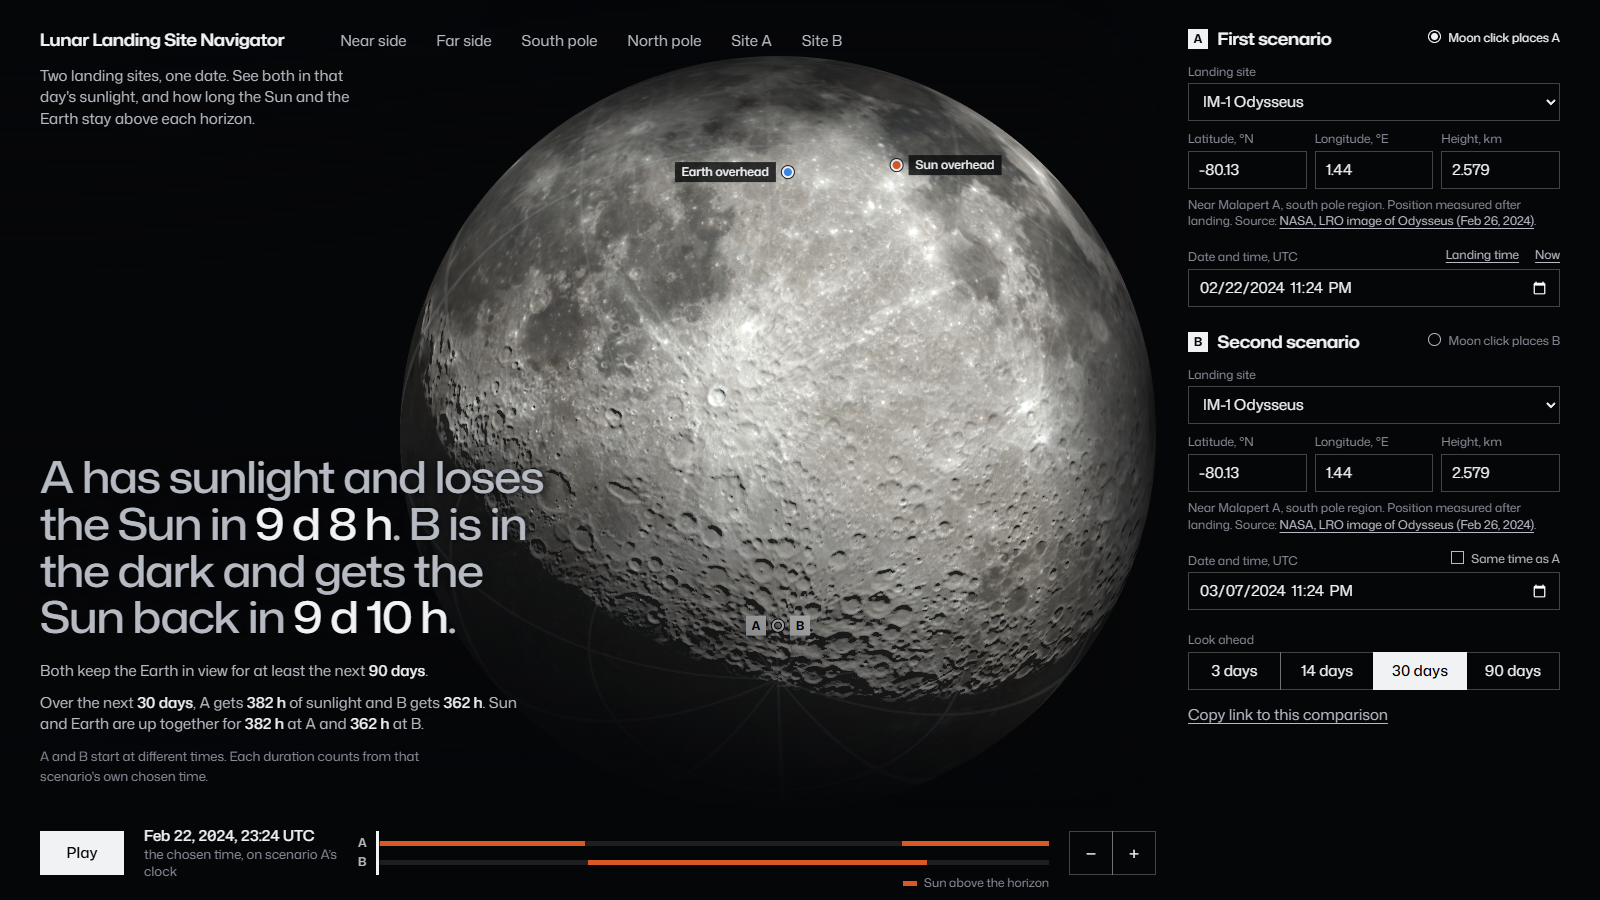 Lunar Landing Site Navigator
Near side
Far side
South pole
North pole
Site A
Site B
Two landing sites, one date. See both in that
day's sunlight, and how long the Sun and the
Earth stay above each horizon.
Earth overhead
Sun overhead
A has sunlight and loses
the Sun in 9 d 8 h. B is in
the dark and gets the
Sun back in 9 d 10 h.
Both keep the Earth in view for at least the next 90 days.
Over the next 30 days, A gets 382 h of sunlight and B gets 362 h. Sun
and Earth are up together for 382 h at A and 362 h at B.
A and B start at different times. Each duration counts from that
scenario's own chosen time.
A
B
Play
Feb 22, 2024, 23:24 UTC
the chosen time, on scenario A's
clock
A
B
Sun above the horizon
−
+
A First scenario
Moon click places A
Landing site
IM-1 Odysseus
Latitude, °N
Longitude, °E
Height, km
-80.13
1.44
2.579
Near Malapert A, south pole region. Position measured after
landing. Source: NASA, LRO image of Odysseus (Feb 26, 2024).
Date and time, UTC
Landing time
Now
02/22/2024 11:24 PM
B Second scenario
Moon click places B
Landing site
IM-1 Odysseus
Latitude, °N
Longitude, °E
Height, km
-80.13
1.44
2.579
Near Malapert A, south pole region. Position measured after
landing. Source: NASA, LRO image of Odysseus (Feb 26, 2024).
Date and time, UTC
Same time as A
03/07/2024 11:24 PM
Look ahead
3 days
14 days
30 days
90 days
Copy link to this comparison